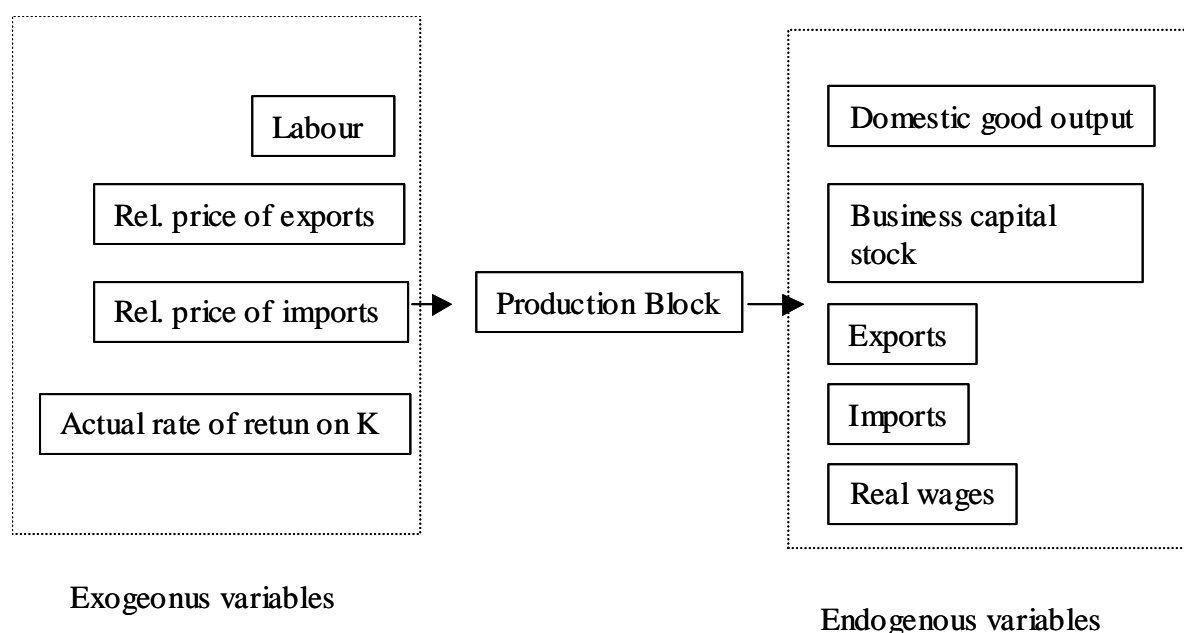 Labour
Rel. price of exports
Rel. price of imports
Actual rate of retun on K
Exogeonus variables
Production Block
Domestic good output
Business capital
stock
Exports
Imports
Real wages
Endogenous variables